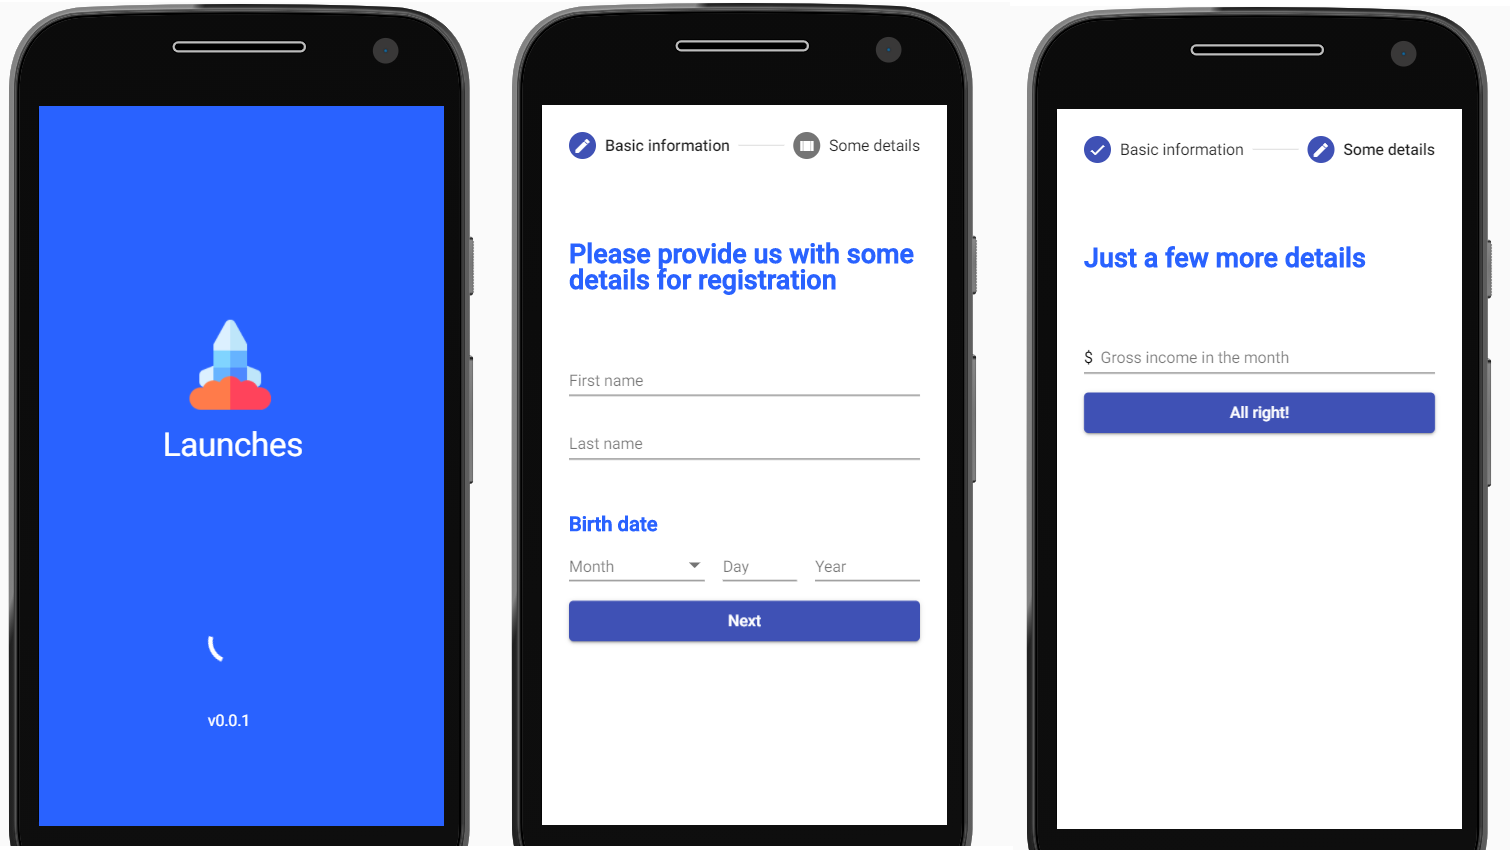 Launches
v0.0.1
Basic information
Some details
Please provide us with some
details for registration
First name
Last name
Birth date
Month
Day
Year
Next
Basic information
Some details
Just a few more details
$ Gross income in the month
All right!